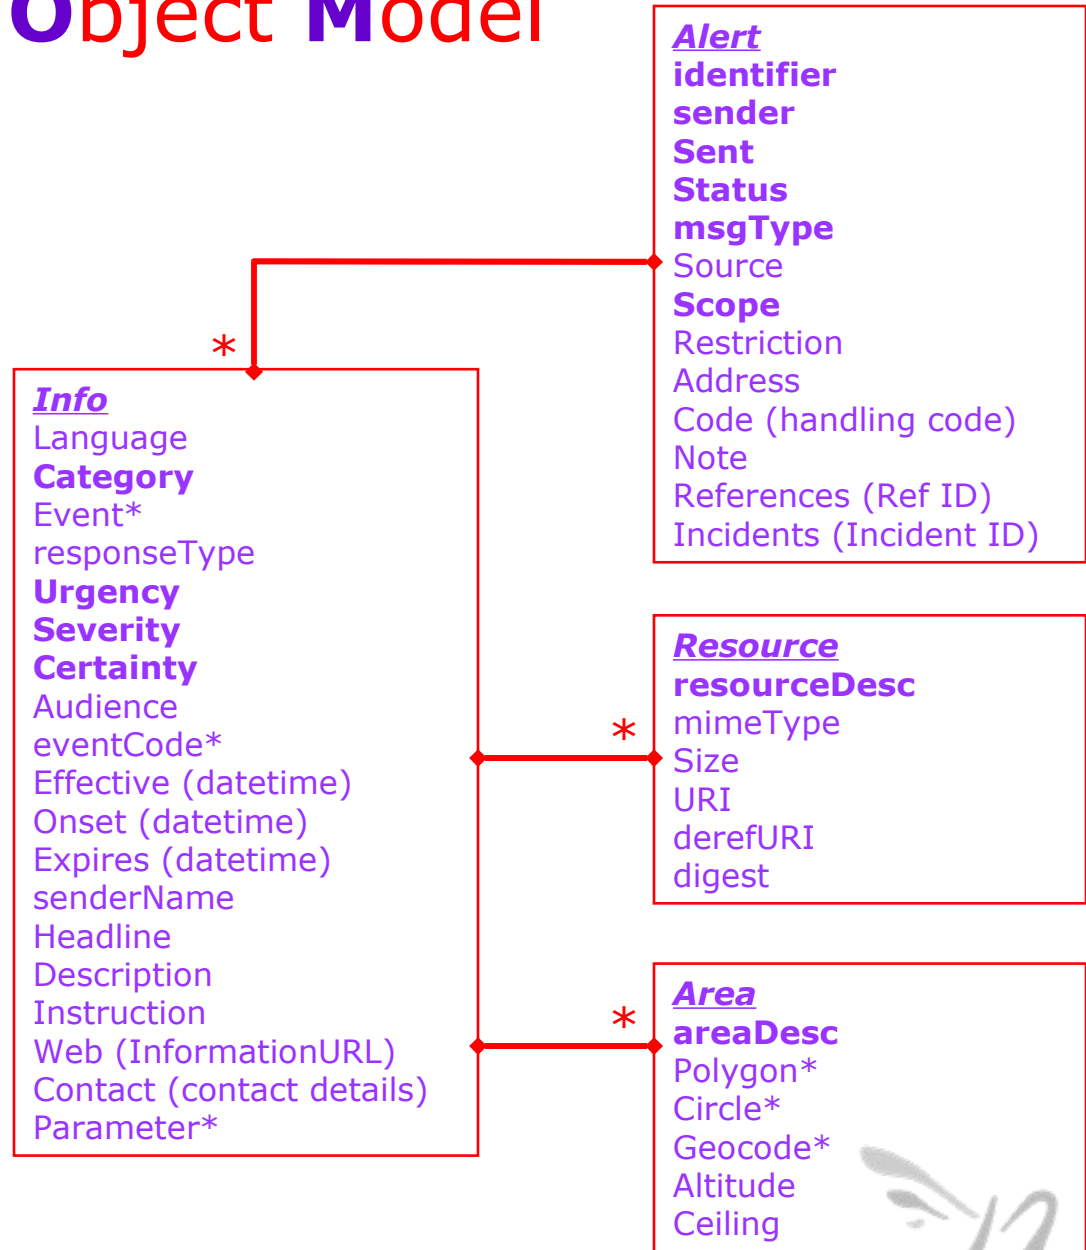 Object Model
Alert
identifier
sender
Sent
Status
msgType
Source
Scope
Restriction
Address
Code (handling code)
Note
References (Ref ID)
Incidents (Incident ID)
*
Info
Language
Category
Event*
responseType
Urgency
Severity
Certainty
Audience
eventCode*
Effective (datetime)
Onset (datetime)
Expires (datetime)
senderName
Headline
Description
Instruction
Web (InformationURL)
Contact (contact details)
Parameter*
*
Resource
resourceDesc
mimeType
Size
URI
derefURI
digest
*
Area
areaDesc
Polygon*
Circle*
Geocode*
Altitude
Ceiling